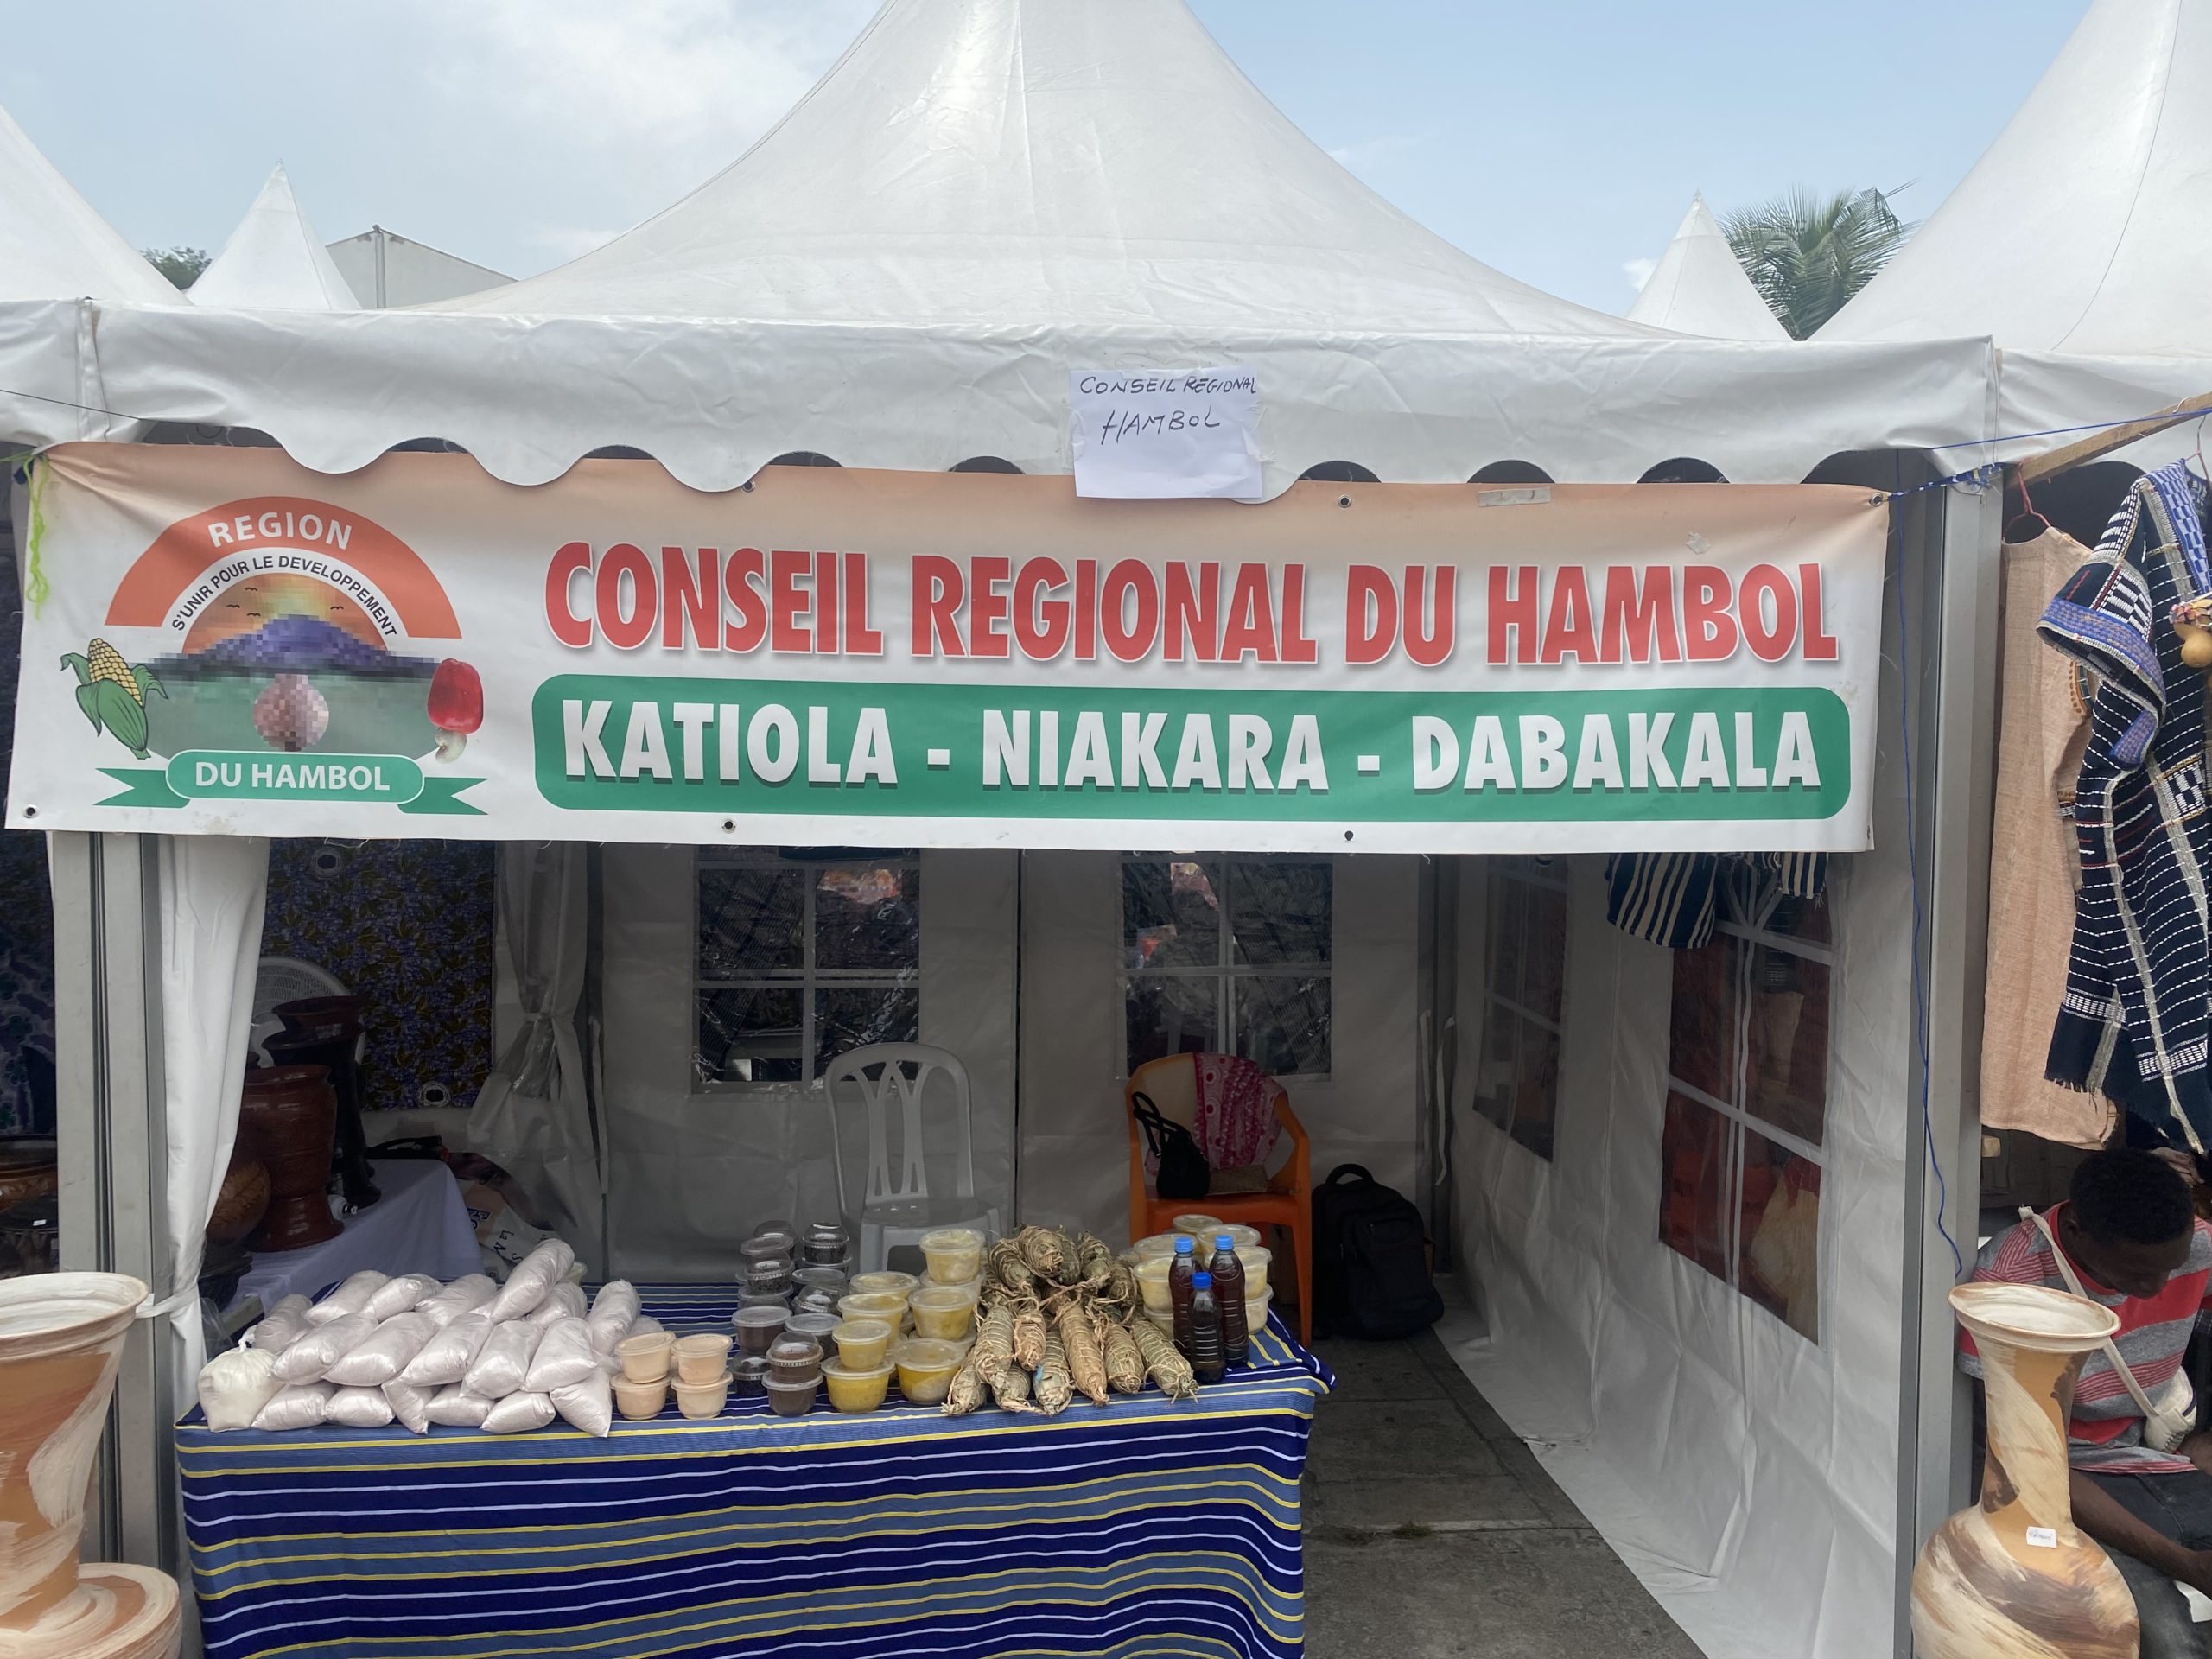 CONSEIL REGIONAL
HAMBOL
REGION
S'UNIR POUR LE DEVELOPPEMENT
DU HAMBOL
CONSEIL REGIONAL DU HAMBOL
KATIOLA - NIAKARA - DABAKALA